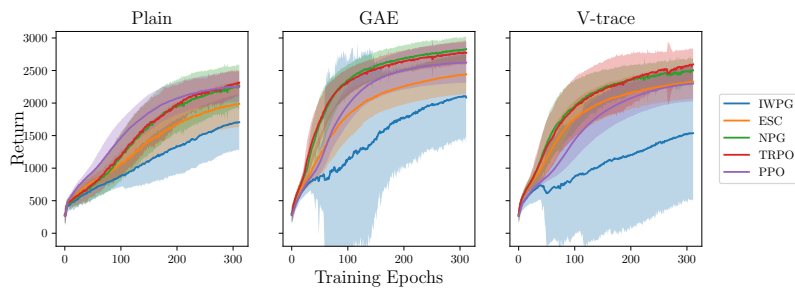 Plain
GAE
V-trace
Return
3000
2500
2000
1500
1000
500
0
0
100
200
300
0
100
200
300
0
100
200
300
Training Epochs
IWPG
ESC
NPG
TRPO
PPO